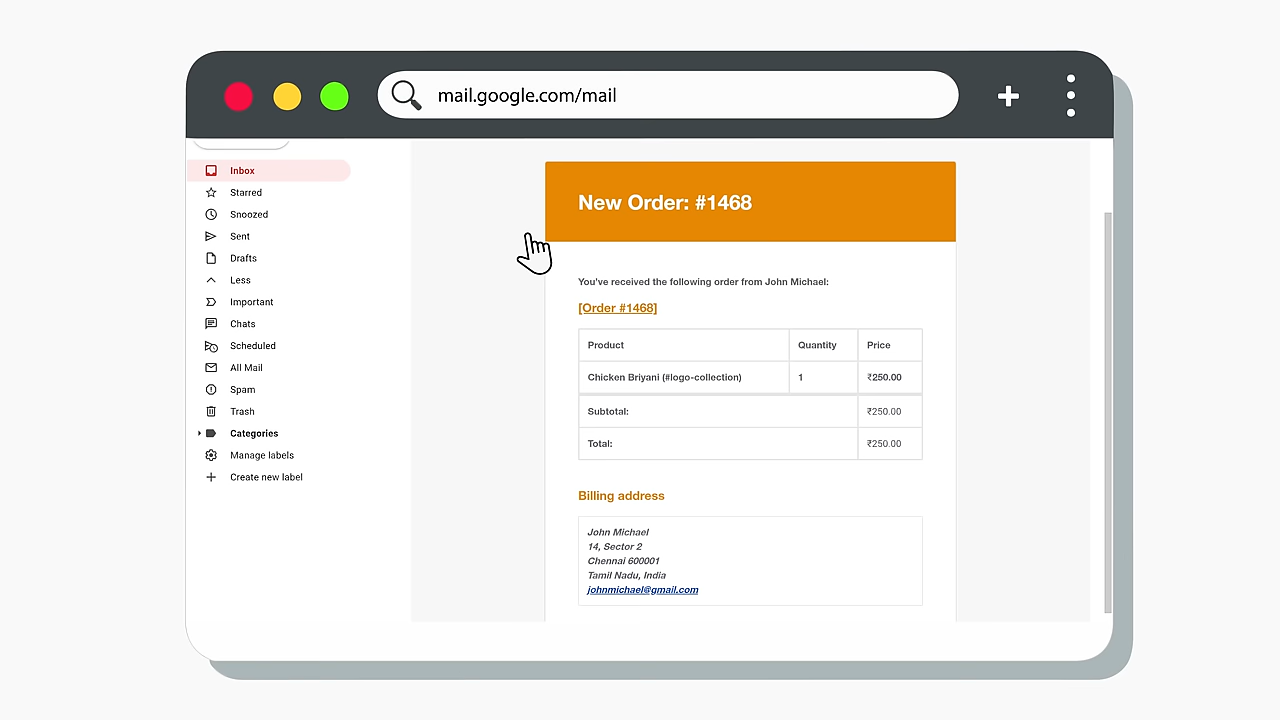 mail.google.com/mail
Inbox
Starred
Snoozed
Sent
Drafts
Less
Important
Chats
Scheduled
All Mail
Spam
Trash
Categories
Manage labels
Create new label
New Order: #1468
You've received the following order from John Michael:
[Order #1468]
Product Quantity Price
Chicken Briyani (#logo-collection) 1 ₹250.00
Subtotal: ₹250.00
Total: ₹250.00
Billing address
John Michael
14, Sector 2
Chennai 600001
Tamil Nadu, India
johnmichael@gmail.com